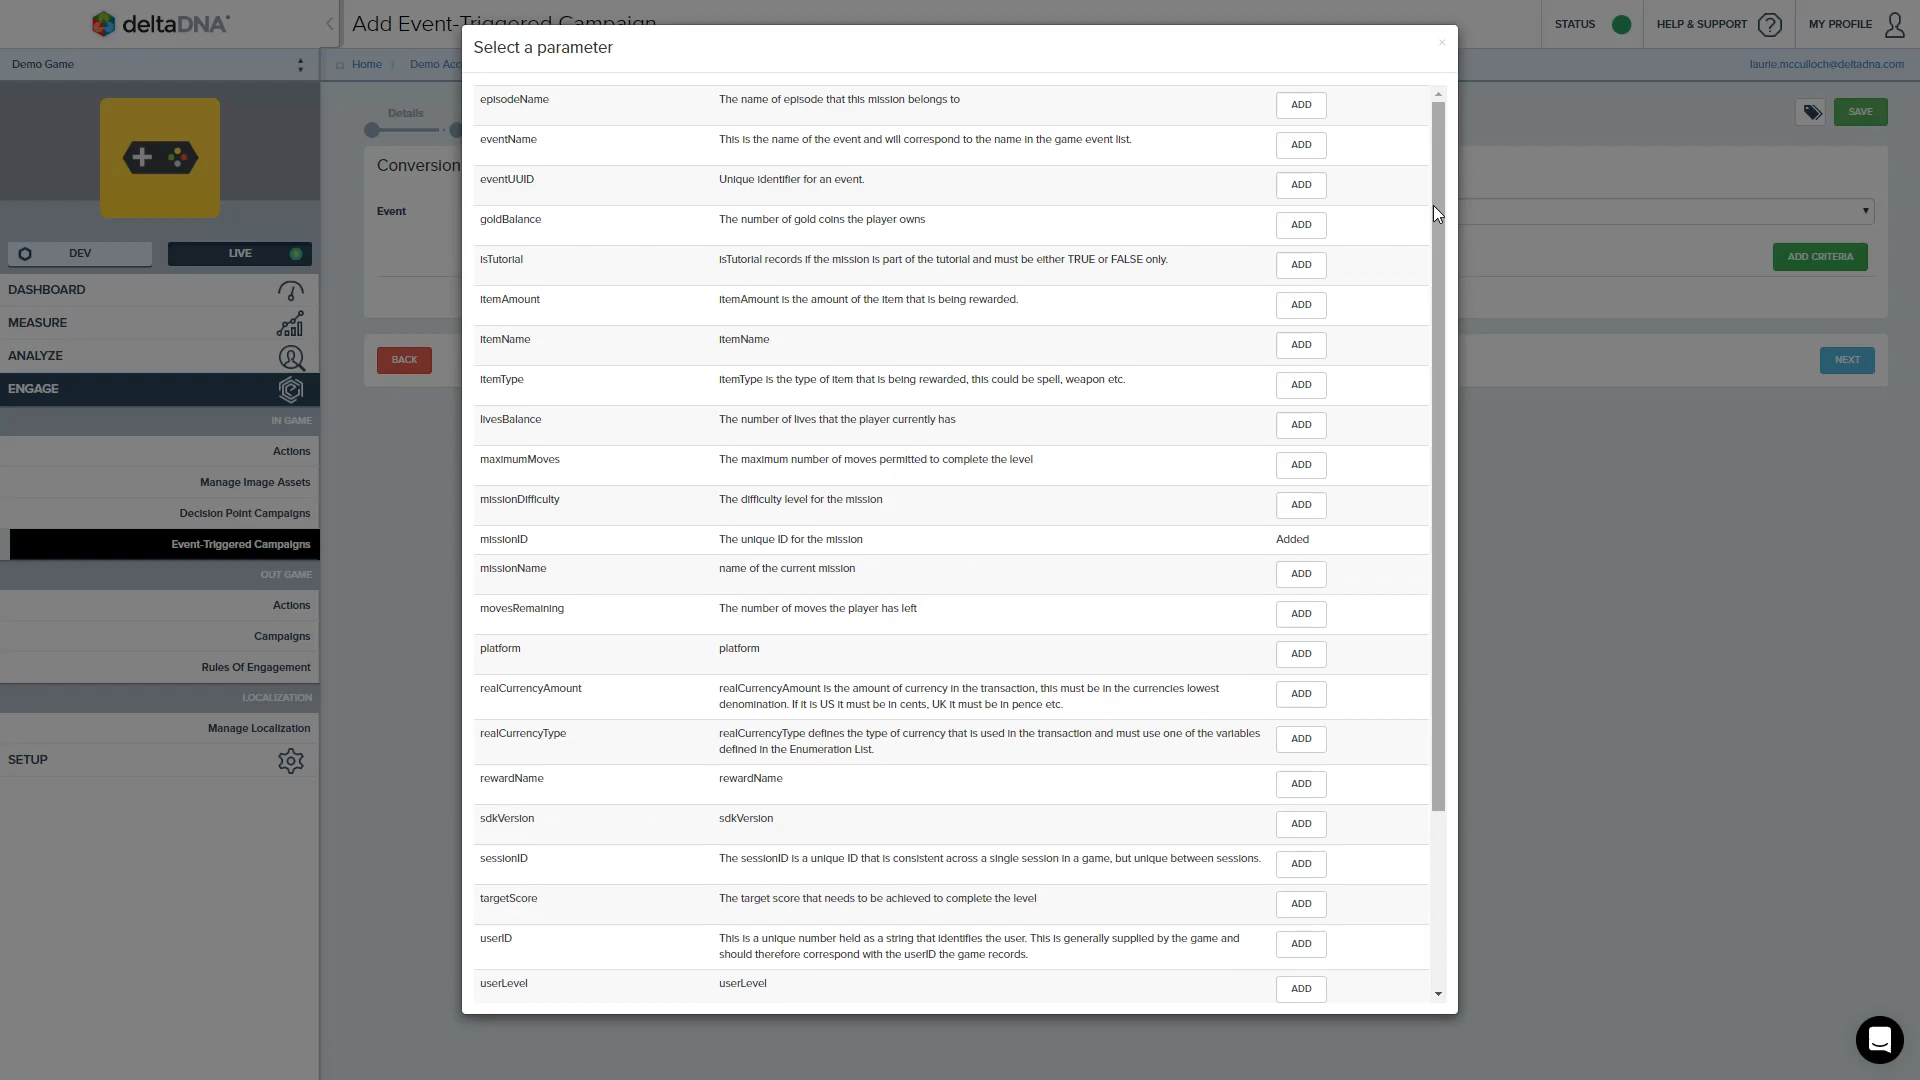 deltaDNA
Add Event-Triggered Campaign
STATUS
HELP & SUPPORT
MY PROFILE
Demo Game
Home
Demo Acc
laurie.mcculloch@deltadna.com
Details
SAVE
Conversion
Event
ADD CRITERIA
BACK
NEXT
DEV
LIVE
DASHBOARD
MEASURE
ANALYZE
ENGAGE
IN GAME
Actions
Manage Image Assets
Decision Point Campaigns
Event-Triggered Campaigns
OUT GAME
Actions
Campaigns
Rules Of Engagement
LOCALIZATION
Manage Localization
SETUP
Select a parameter
×
episodeName The name of episode that this mission belongs to ADD
eventName This is the name of the event and will correspond to the name in the game event list. ADD
eventUUID Unique identifier for an event. ADD
goldBalance The number of gold coins the player owns ADD
isTutorial isTutorial records if the mission is part of the tutorial and must be either TRUE or FALSE only. ADD
itemAmount itemAmount is the amount of the item that is being rewarded. ADD
itemName itemName ADD
itemType itemType is the type of item that is being rewarded, this could be spell, weapon etc. ADD
livesBalance The number of lives that the player currently has ADD
maximumMoves The maximum number of moves permitted to complete the level ADD
missionDifficulty The difficulty level for the mission ADD
missionID The unique ID for the mission Added
missionName name of the current mission ADD
movesRemaining The number of moves the player has left ADD
platform platform ADD
realCurrencyAmount realCurrencyAmount is the amount of currency in the transaction, this must be in the currencies lowest ADD
denomination. If it is US it must be in cents, UK it must be in pence etc.
realCurrencyType realCurrencyType defines the type of currency that is used in the transaction and must use one of the variables ADD
defined in the Enumeration List.
rewardName rewardName ADD
sdkVersion sdkVersion ADD
sessionID The sessionID is a unique ID that is consistent across a single session in a game, but unique between sessions. ADD
targetScore The target score that needs to be achieved to complete the level ADD
userID This is a unique number held as a string that identifies the user. This is generally supplied by the game and ADD
should therefore correspond with the userID the game records.
userLevel userLevel ADD